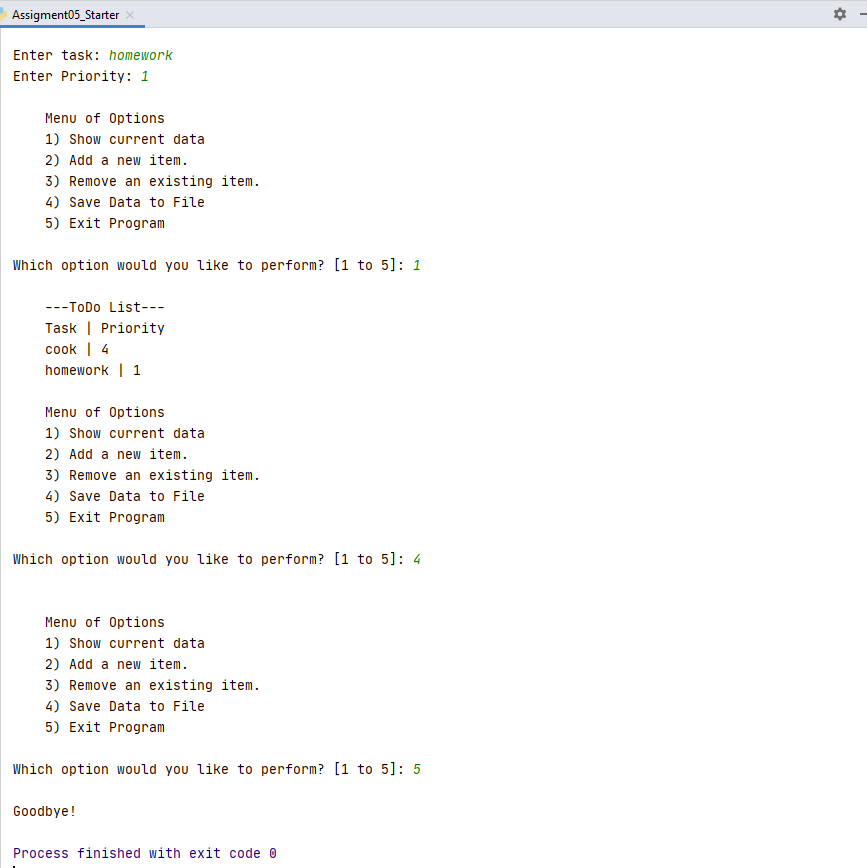 Assigment05_Starter
Enter task: homework
Enter Priority: 1
Menu of Options
1) Show current data
2) Add a new item.
3) Remove an existing item.
4) Save Data to File
5) Exit Program
Which option would you like to perform? [1 to 5]: 1
---ToDo List---
Task | Priority
cook | 4
homework | 1
Menu of Options
1) Show current data
2) Add a new item.
3) Remove an existing item.
4) Save Data to File
5) Exit Program
Which option would you like to perform? [1 to 5]: 4
Menu of Options
1) Show current data
2) Add a new item.
3) Remove an existing item.
4) Save Data to File
5) Exit Program
Which option would you like to perform? [1 to 5]: 5
Goodbye!
Process finished with exit code 0